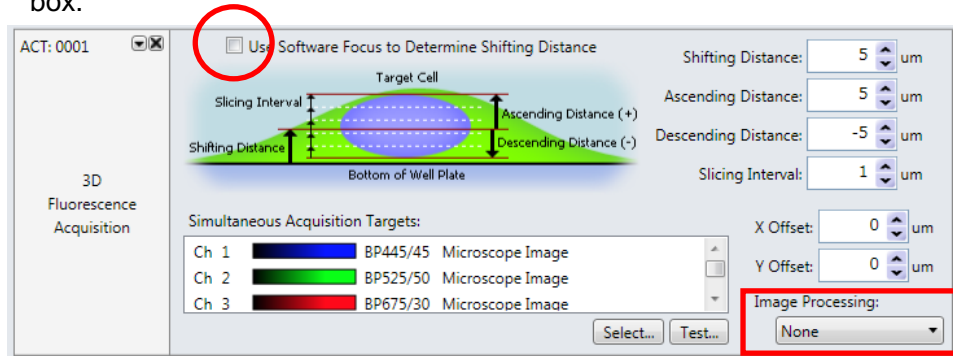 box.
ACT: 0001
Use Software Focus to Determine Shifting Distance
Target Cell
Slicing Interval
Ascending Distance (+)
Shifting Distance
Descending Distance (-)
Bottom of Well Plate
3D
Fluorescence
Acquisition
Shifting Distance: 5 um
Ascending Distance: 5 um
Descending Distance: -5 um
Slicing Interval: 1 um
Simultaneous Acquisition Targets:
Ch 1 BP445/45 Microscope Image
Ch 2 BP525/50 Microscope Image
Ch 3 BP675/30 Microscope Image
Select... Test...
X Offset: 0 um
Y Offset: 0 um
Image Processing:
None